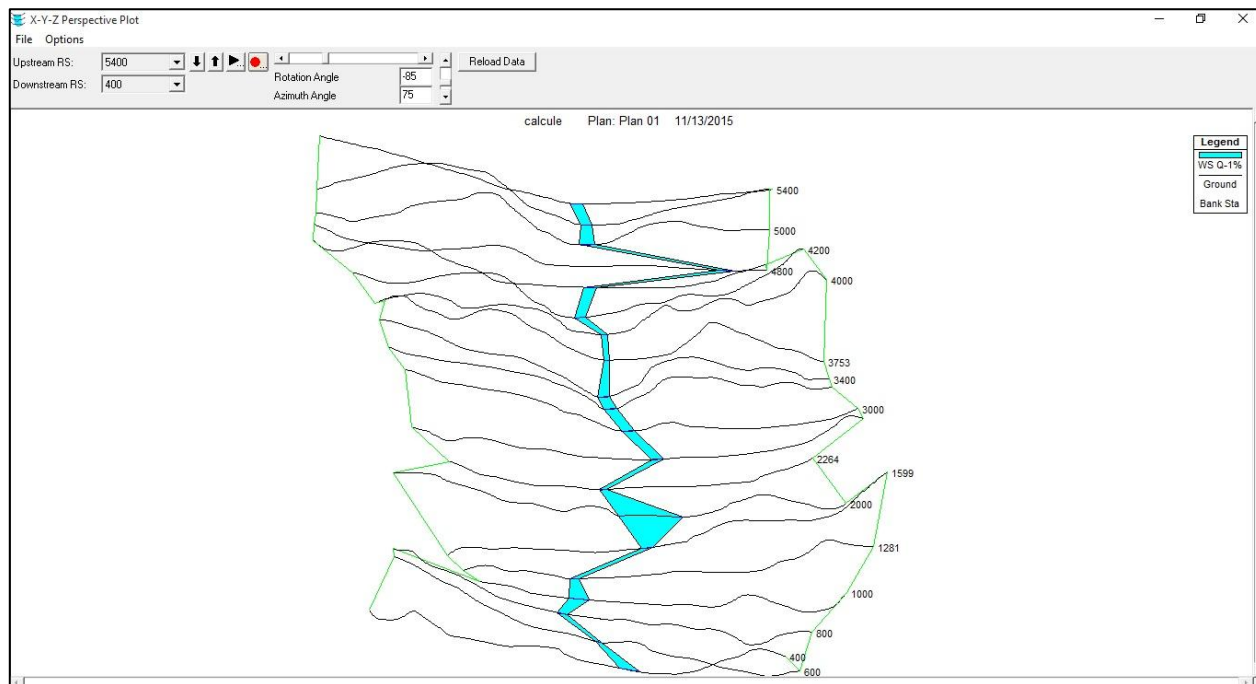 X-Y-Z Perspective Plot
File Options
Upstream RS: 5400
Downstream RS: 400
Rotation Angle -85
Azimuth Angle 75
Reload Data
calcule Plan: Plan 01 11/13/2015
Legend
WS Q-1%
Ground
Bank Sta
5400
5000
4200
4800
4000
3753
3400
3000
2264
1599
2000
1281
1000
800
400
600